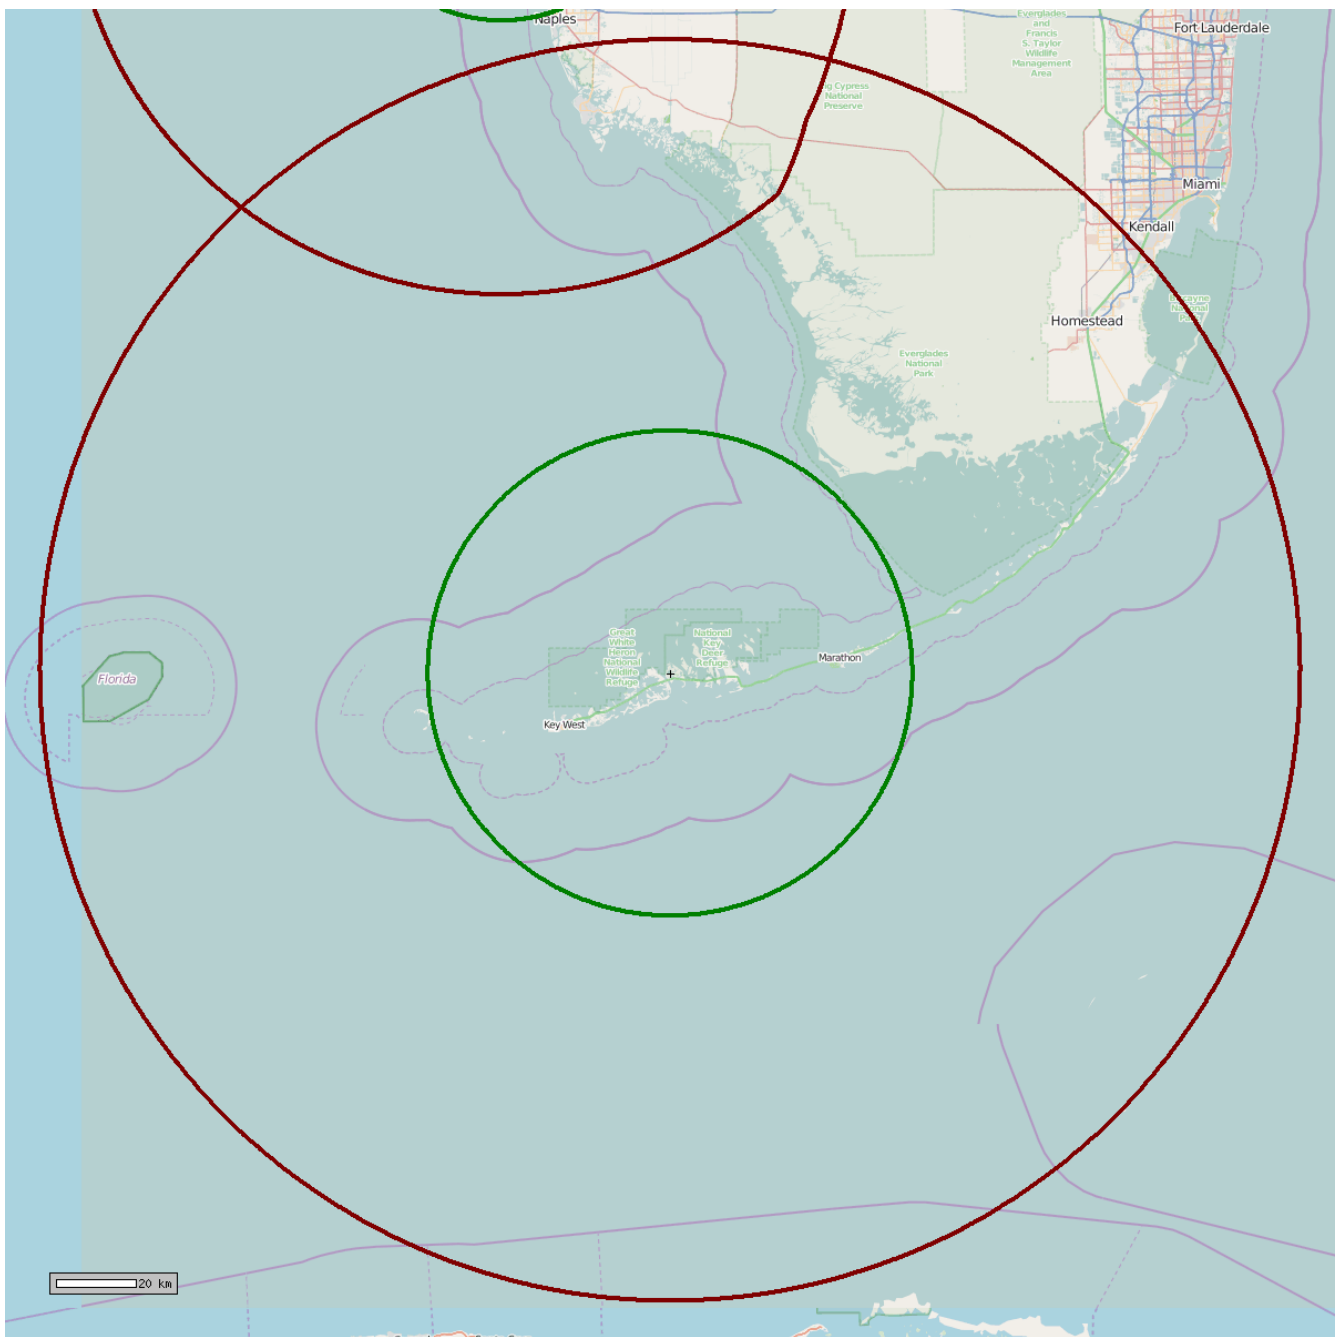 Naples
Fort Lauderdale
Everglades
and
Francis
S. Taylor
Wildlife
Management
Area
ig Cypress
National
Preserve
Miami
Kendall
Homestead
Everglades
National
Park
Florida
Great
White
Heron
National
Wildlife
Refuge
National
Key
Deer
Refuge
Marathon
Key West
20 km